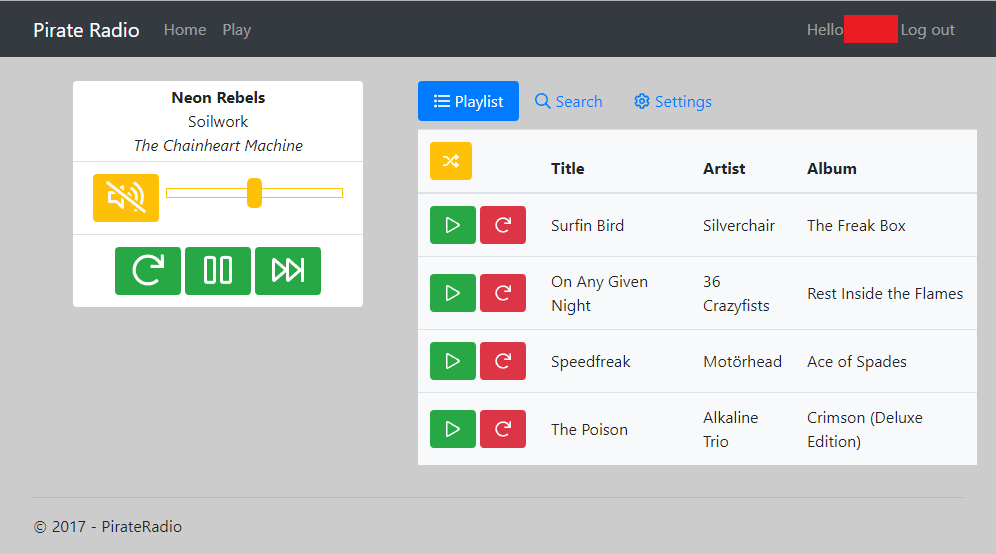 Pirate Radio Home Play Hello Log out
Neon Rebels
Soilwork
The Chainheart Machine
Playlist Search Settings
Title Artist Album
Surfin Bird Silverchair The Freak Box
On Any Given
Night
36
Crazyfists
Rest Inside the Flames
Speedfreak Motörhead Ace of Spades
The Poison
Alkaline
Trio
Crimson (Deluxe
Edition)
© 2017 - PirateRadio